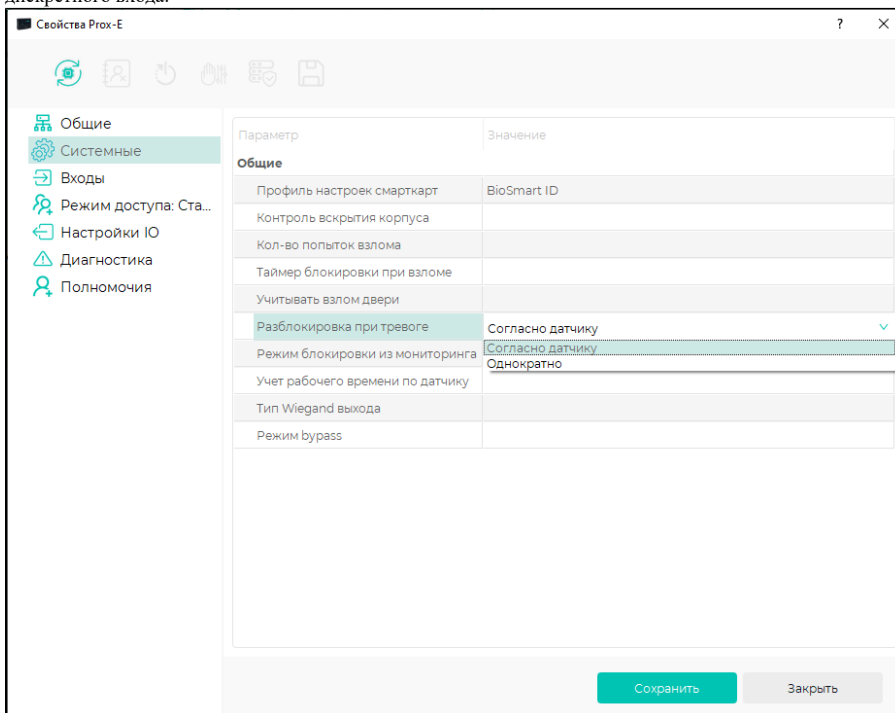 дискретного входа.
Свойства Prox-E
Общие
Системные
Входы
Режим доступа: Ста...
Настройки IO
Диагностика
Полномочия
Параметр Значение
Общие
Профиль настроек смарткарт BioSmart ID
Контроль вскрытия корпуса
Кол-во попыток взлома
Таймер блокировки при взломе
Учитывать взлом двери
Разблокировка при тревоге Согласно датчику
Согласно датчику
Режим блокировки из мониторинга
Однократно
Учет рабочего времени по датчику
Тип Wiegand выхода
Режим bypass
Сохранить Закрыть